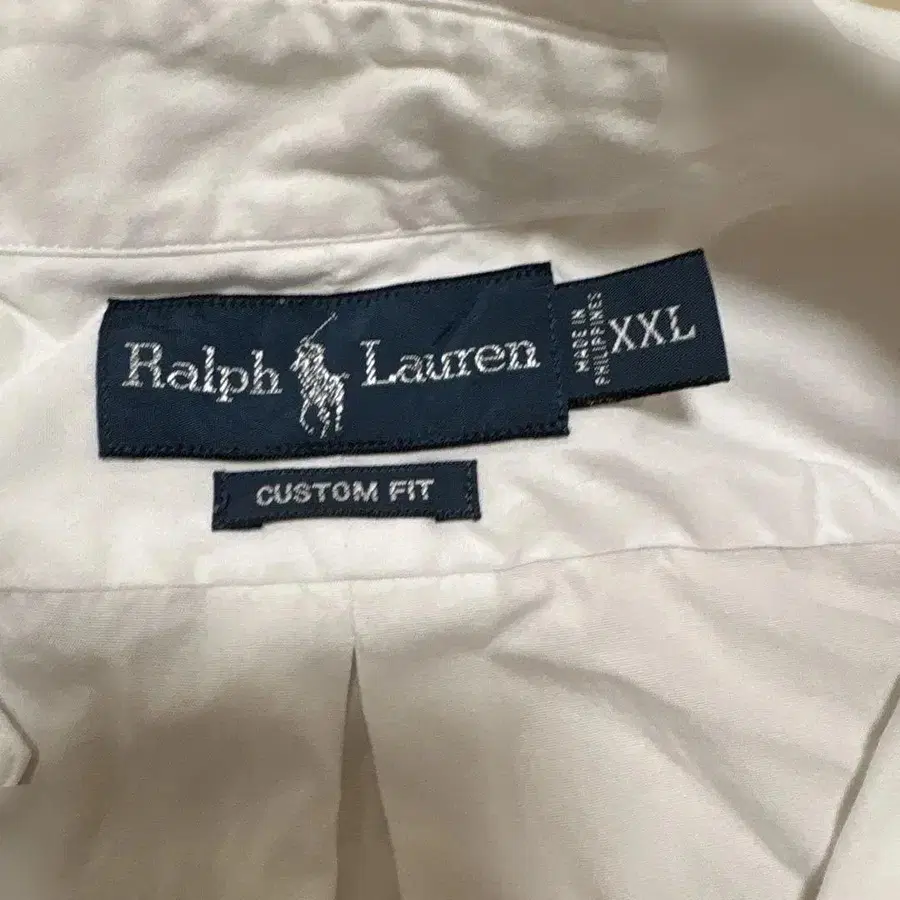 Ralph Lauren
MADE IN
PHILIPPINES
XXL
CUSTOM FIT